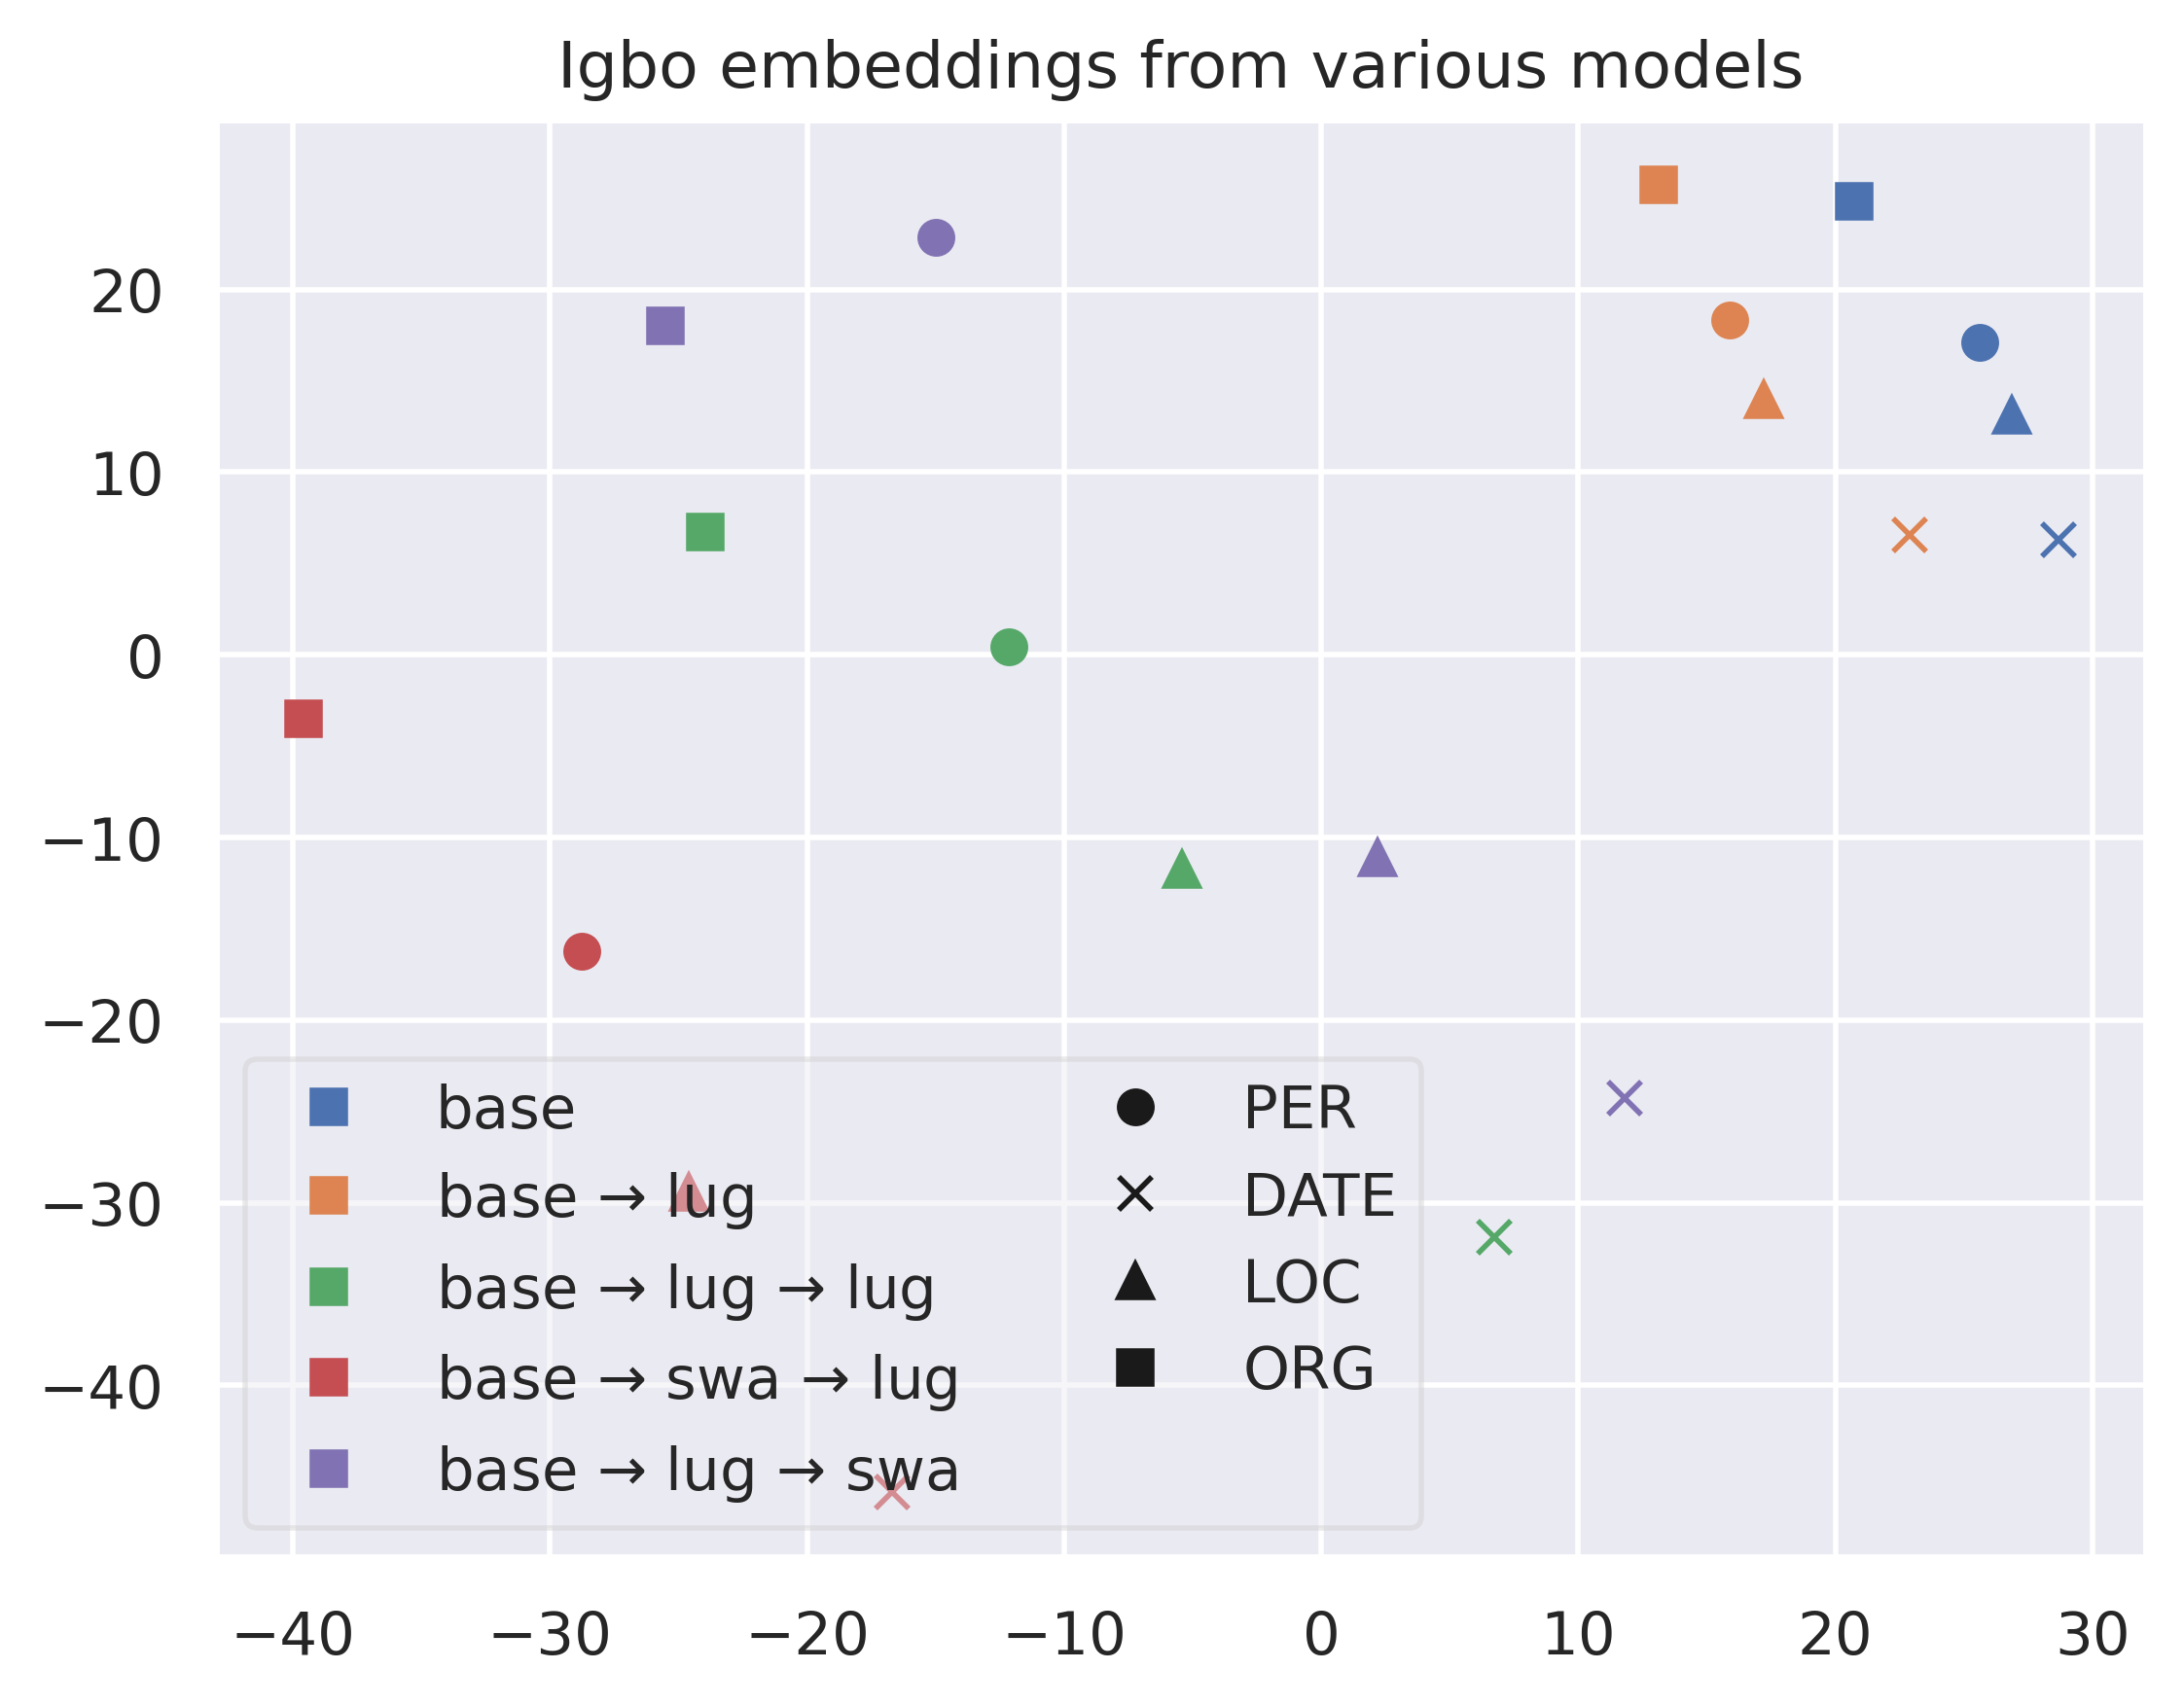 Igbo embeddings from various models
20
10
0
−10
−20
−30
−40
base
base → lug
base → lug → lug
base → swa → lug
base → lug → swa
PER
DATE
LOC
ORG
−40 −30 −20 −10 0 10 20 30